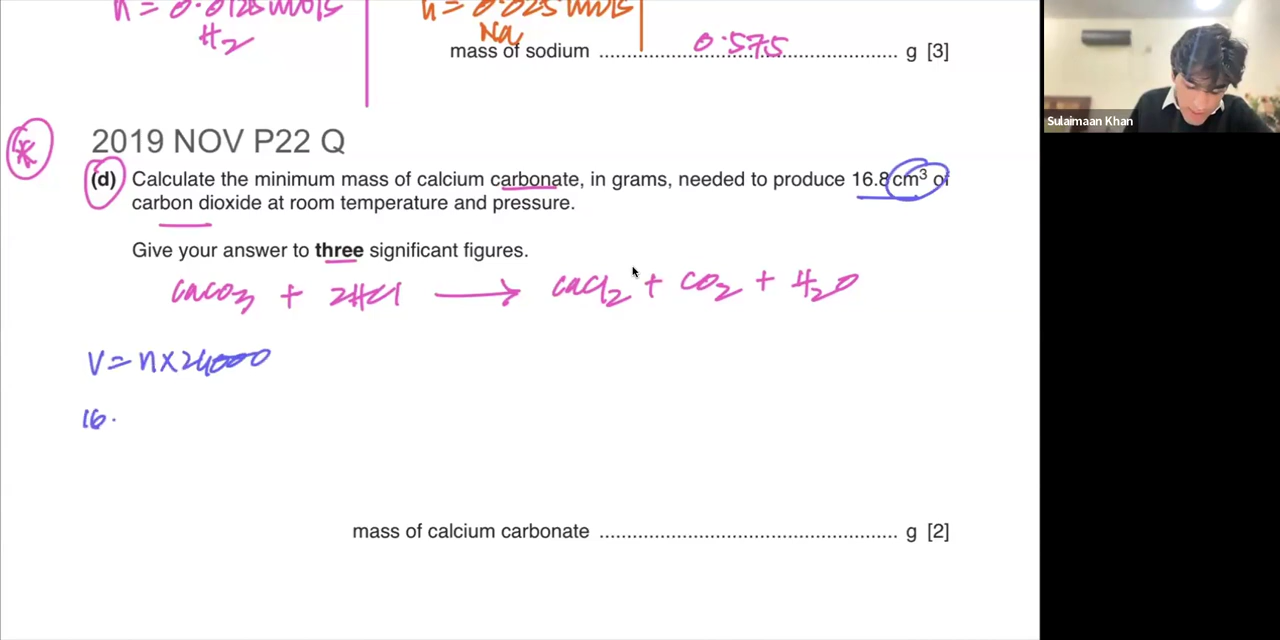 n = 0.0125 mols
n = 0.025 mols
H2
Na
mass of sodium ...................... 0.575 ...................... g [3]
Sulaimaan Khan
* 2019 NOV P22 Q
(d) Calculate the minimum mass of calcium carbonate, in grams, needed to produce 16.8 cm³ of
carbon dioxide at room temperature and pressure.
Give your answer to three significant figures.
CaCO3 + 2HCl → CaCl2 + CO2 + H2O
V = n × 24000
16.
mass of calcium carbonate ...................................................... g [2]